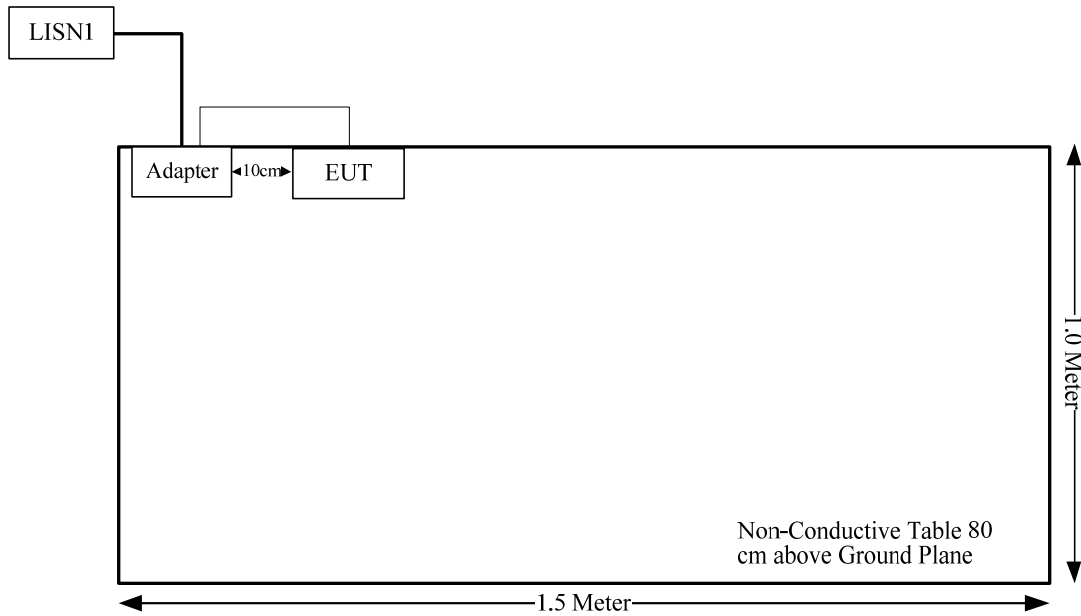 LISN1
Adapter
10cm
EUT
1.0 Meter
Non-Conductive Table 80
cm above Ground Plane
1.5 Meter